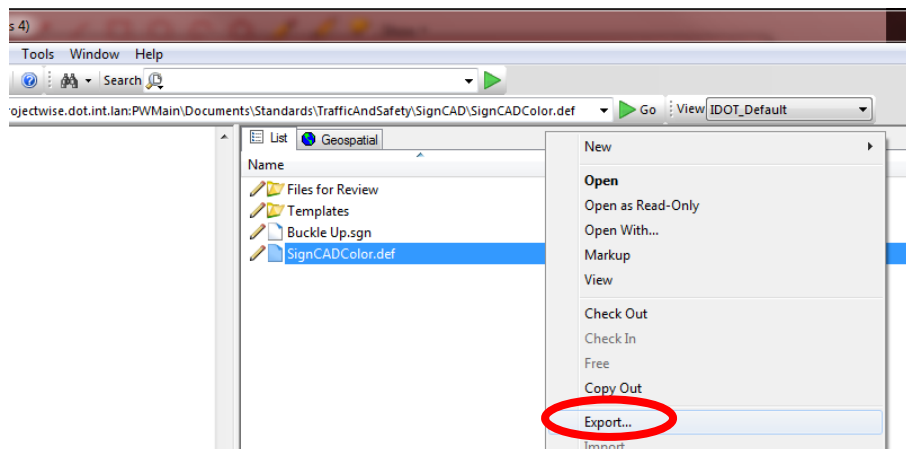 s 4)
Tools Window Help
Search
ojectwise.dot.int.lan:PWMain\Documents\Standards\TrafficAndSafety\SignCAD\SignCADColor.def Go View IDOT_Default
List Geospatial
Name
Files for Review
Templates
Buckle Up.sgn
SignCADColor.def
New
Open
Open as Read-Only
Open With...
Markup
View
Check Out
Check In
Free
Copy Out
Export...
Import